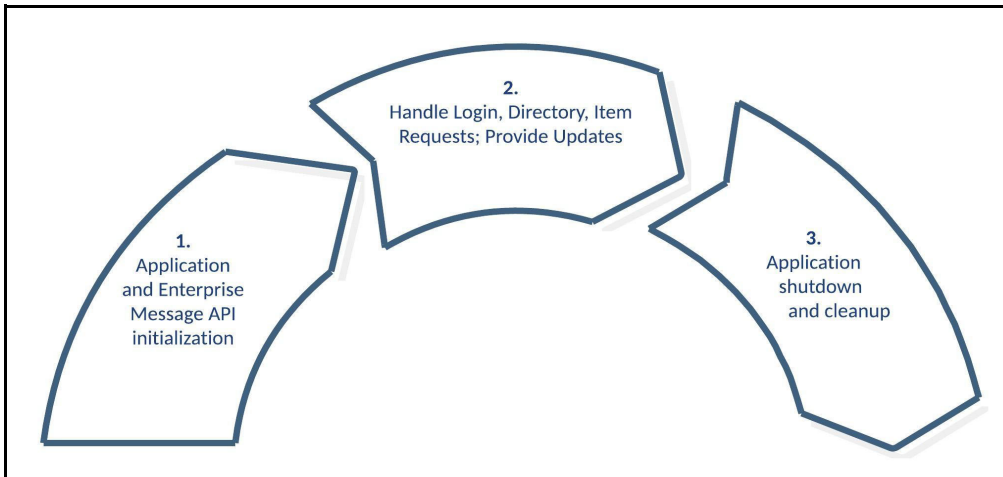 1.
Application
and Enterprise
Message API
initialization
2.
Handle Login, Directory, Item
Requests; Provide Updates
3.
Application
shutdown
and cleanup